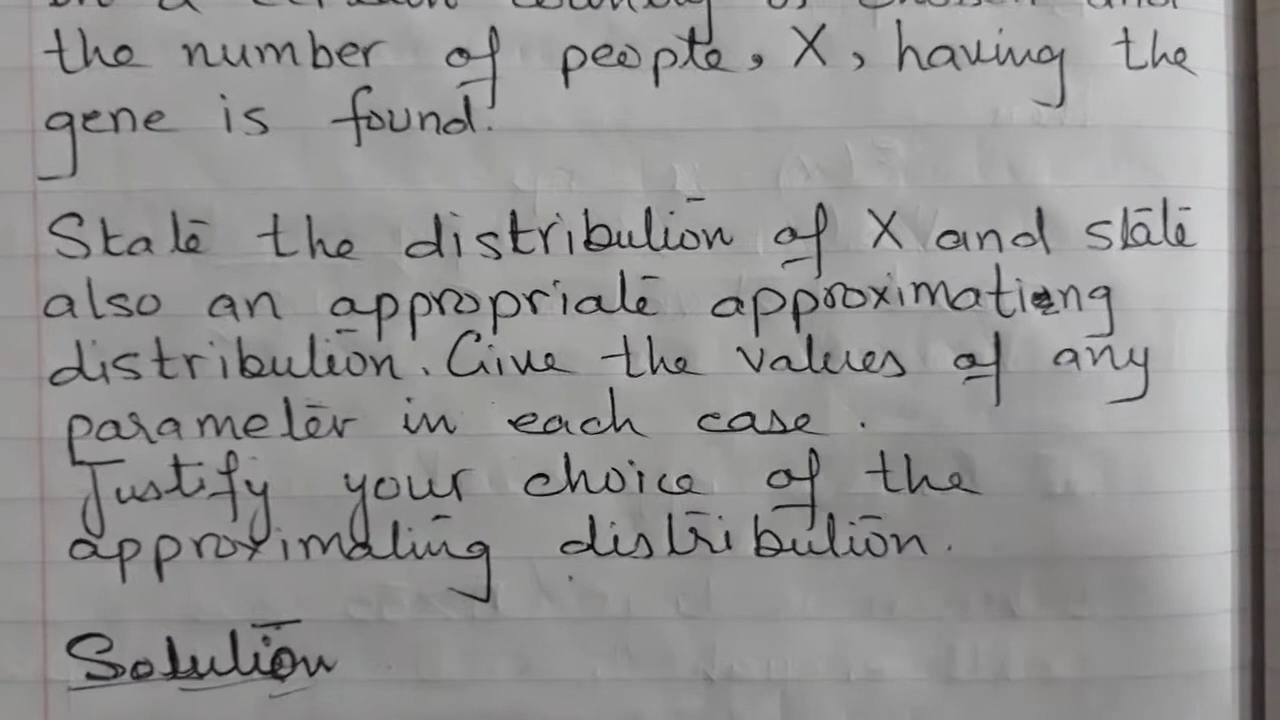 the number of people, X, having the
gene is found.
State the distribution of X and state
also an appropriate approximating
distribution. Give the values of any
parameter in each case.
Justify your choice of the
approximating distribution.
Solution